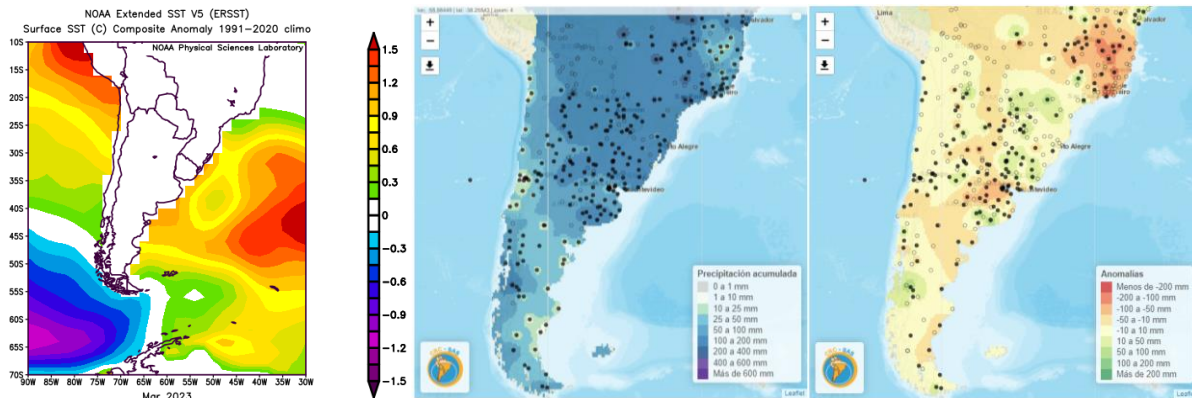 NOAA Extended SST V5 (ERSST)
Surface SST (C) Composite Anomaly 1991-2020 climo
NOAA Physical Sciences Laboratory
10S
15S
20S
25S
30S
35S
40S
45S
50S
55S
60S
65S
70S
90W 85W 80W 75W 70W 65W 60W 55W 50W 45W 40W 35W 30W
Mar 2023
1.5
1.2
0.9
0.6
0.3
0
-0.3
-0.6
-0.9
-1.2
-1.5
+
−
Salvador
Montevideo
Precipitación acumulada
0 a 1 mm
1 a 10 mm
10 a 25 mm
25 a 50 mm
50 a 100 mm
100 a 200 mm
200 a 400 mm
400 a 600 mm
Más de 600 mm
Leaflet
+
−
Lima
BRA
Alegre
Anomalías
Menos de -200 mm
-200 a -100 mm
-100 a -50 mm
-50 a -10 mm
-10 a 10 mm
10 a 50 mm
50 a 100 mm
100 a 200 mm
Más de 200 mm
Leaflet